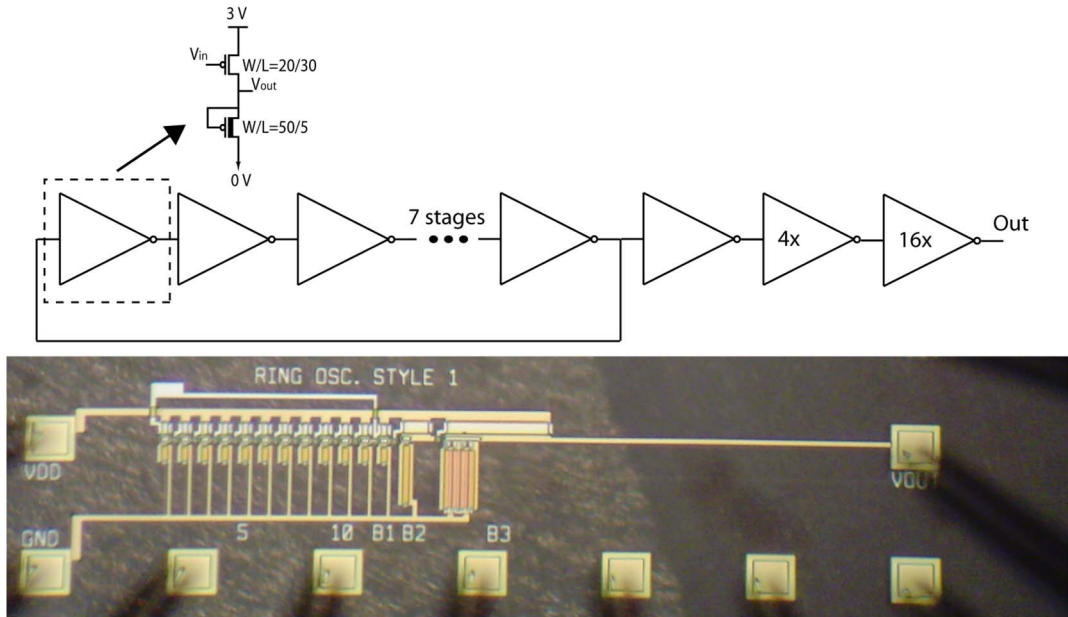 3 V
Vin
W/L=20/30
Vout
W/L=50/5
0 V
7 stages
4x
16x
Out
RING OSC. STYLE 1
VDD
VOUT
GND
5
10
B1
B2
B3